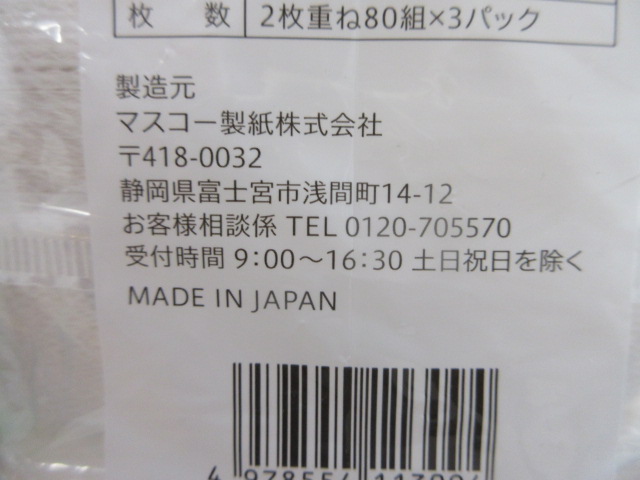 枚 数 2枚重ね80組×3パック
製造元
マスコー製紙株式会社
〒418-0032
静岡県富士宮市浅間町14-12
お客様相談係 TEL 0120-705570
受付時間 9:00〜16:30 土日祝日を除く
MADE IN JAPAN